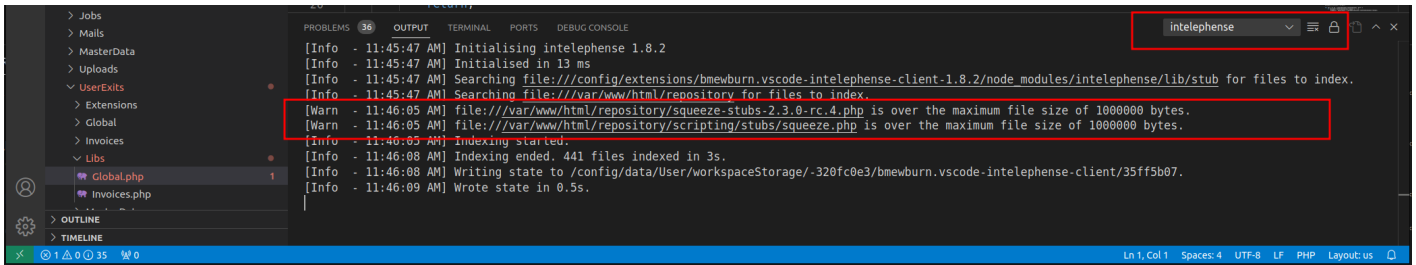 > Jobs
> Mails
> MasterData
> Uploads
UserExits
> Extensions
> Global
> Invoices
Libs
Global.php 1
Invoices.php
> OUTLINE
> TIMELINE
28 return;
PROBLEMS 36 OUTPUT TERMINAL PORTS DEBUG CONSOLE intelephense
[Info  - 11:45:47 AM] Initialising intelephense 1.8.2
[Info  - 11:45:47 AM] Initialised in 13 ms
[Info  - 11:45:47 AM] Searching file:///config/extensions/bmewburn.vscode-intelephense-client-1.8.2/node_modules/intelephense/lib/stub for files to index.
[Info  - 11:45:47 AM] Searching file:///var/www/html/repository for files to index.
[Warn  - 11:46:05 AM] file:///var/www/html/repository/squeeze-stubs-2.3.0-rc.4.php is over the maximum file size of 1000000 bytes.
[Warn  - 11:46:05 AM] file:///var/www/html/repository/scripting/stubs/squeeze.php is over the maximum file size of 1000000 bytes.
[Info  - 11:46:05 AM] Indexing started.
[Info  - 11:46:08 AM] Indexing ended. 441 files indexed in 3s.
[Info  - 11:46:08 AM] Writing state to /config/data/User/workspaceStorage/-320fc0e3/bmewburn.vscode-intelephense-client/35ff5b07.
[Info  - 11:46:09 AM] Wrote state in 0.5s.
1 0 35 0 Ln 1, Col 1 Spaces: 4 UTF-8 LF PHP Layout: us